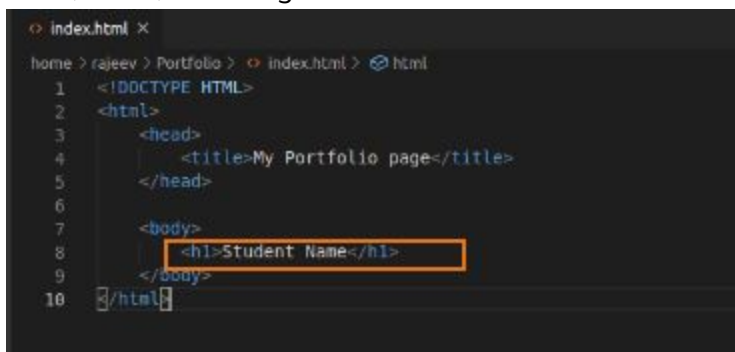 index.html ×
home > rajeev > Portfolio > index.html > html
1 <!DOCTYPE HTML>
2 <html>
3 <head>
4 <title>My Portfolio page</title>
5 </head>
6
7 <body>
8 <h1>Student Name</h1>
9 </body>
10 </html>